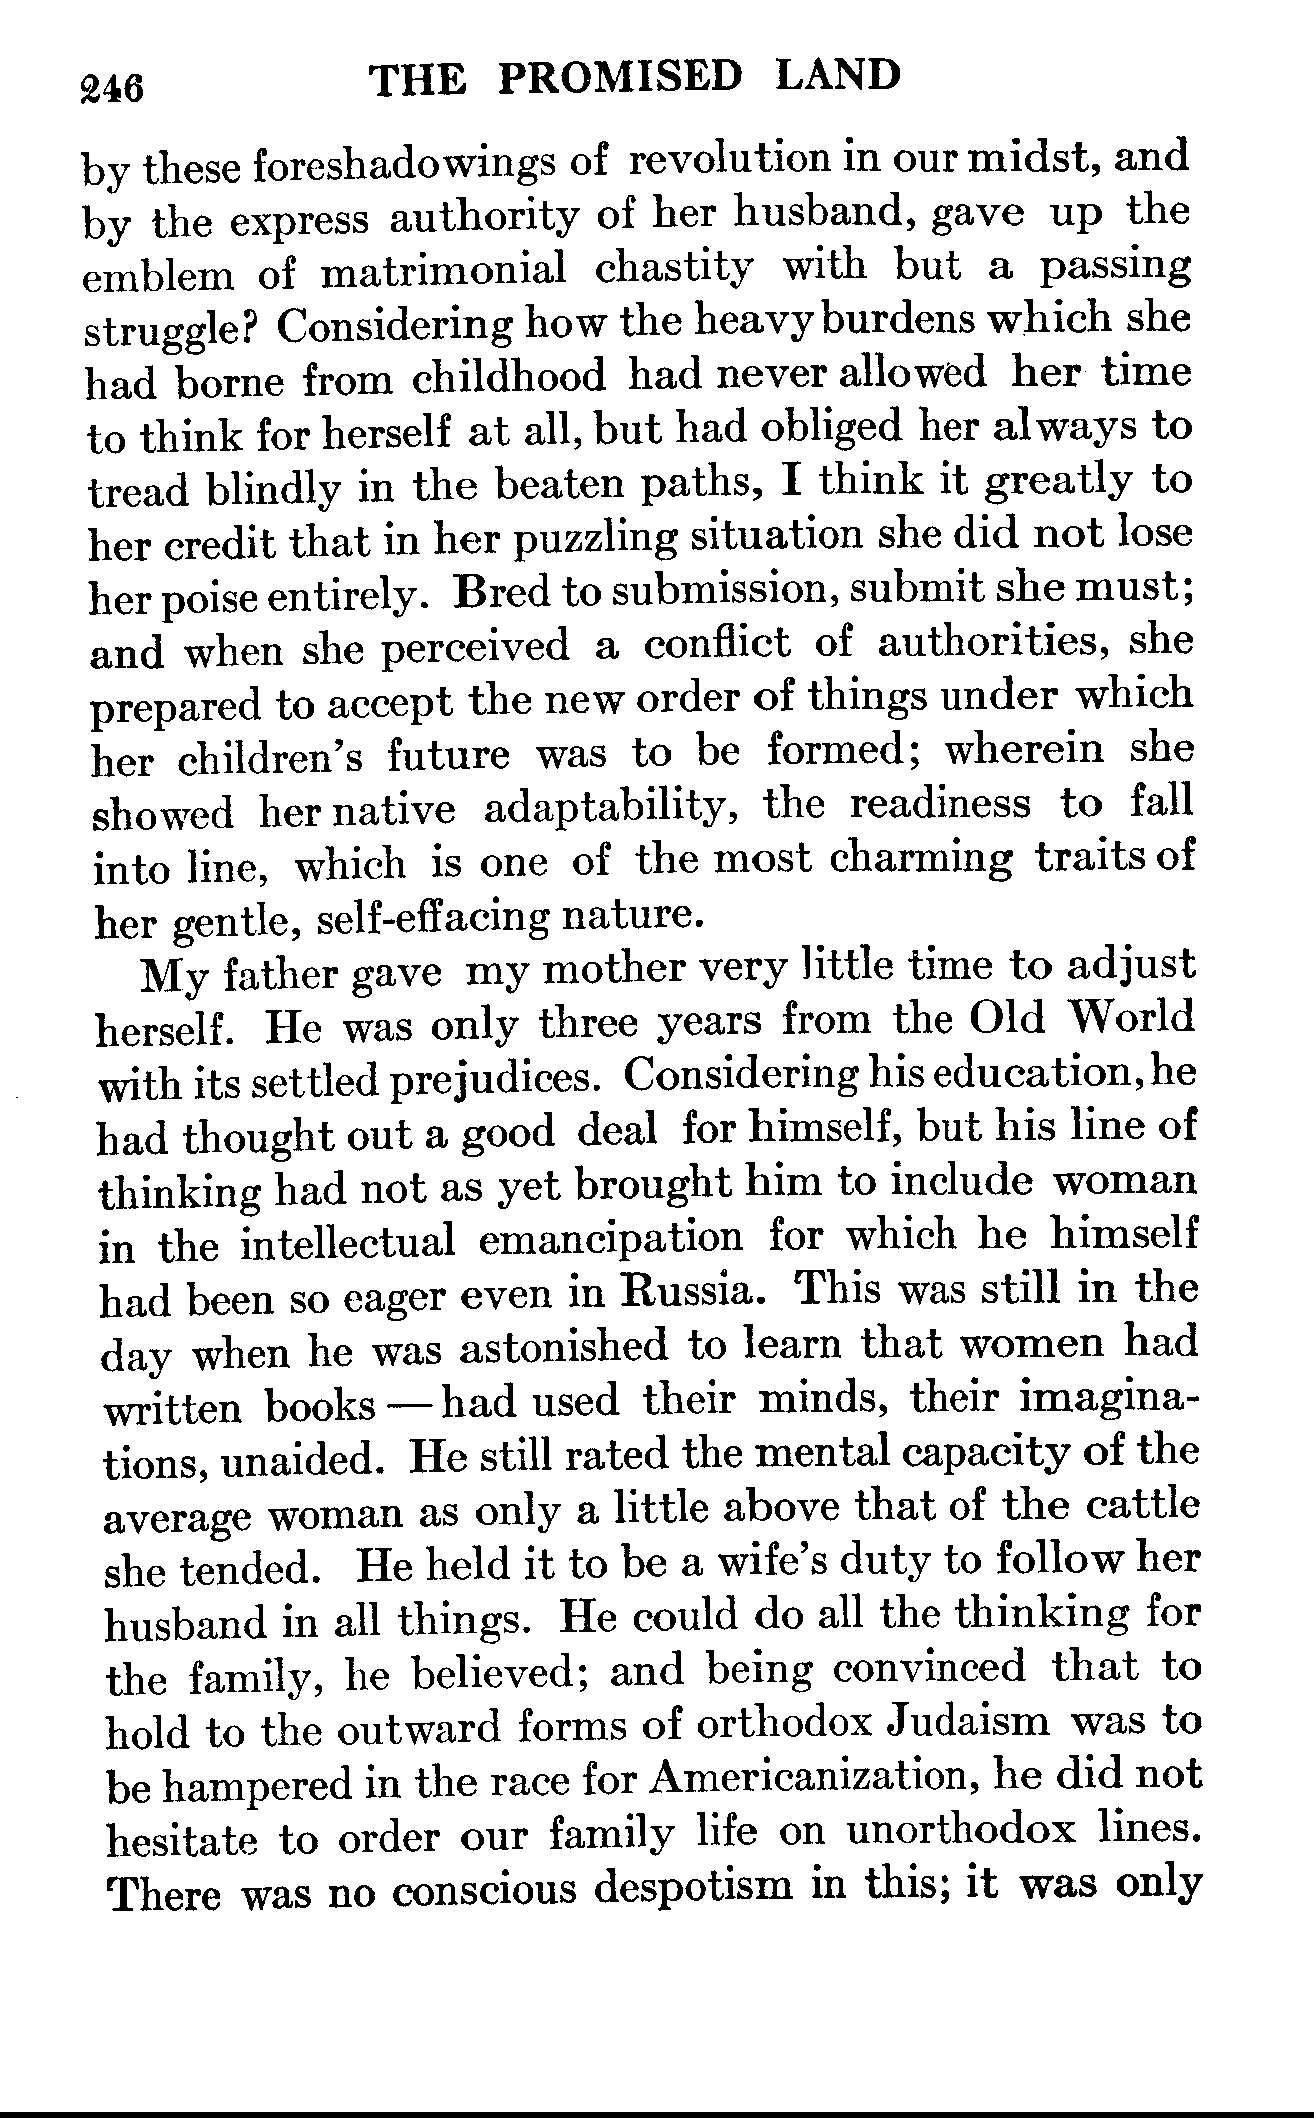 246 THE PROMISED LAND
by these foreshadowings of revolution in our midst, and
by the express authority of her husband, gave up the
emblem of matrimonial chastity with but a passing
struggle? Considering how the heavy burdens which she
had borne from childhood had never allowed her time
to think for herself at all, but had obliged her always to
tread blindly in the beaten paths, I think it greatly to
her credit that in her puzzling situation she did not lose
her poise entirely. Bred to submission, submit she must;
and when she perceived a conflict of authorities, she
prepared to accept the new order of things under which
her children's future was to be formed; wherein she
showed her native adaptability, the readiness to fall
into line, which is one of the most charming traits of
her gentle, self-effacing nature.
My father gave my mother very little time to adjust
herself. He was only three years from the Old World
with its settled prejudices. Considering his education, he
had thought out a good deal for himself, but his line of
thinking had not as yet brought him to include woman
in the intellectual emancipation for which he himself
had been so eager even in Russia. This was still in the
day when he was astonished to learn that women had
written books — had used their minds, their imagina-
tions, unaided. He still rated the mental capacity of the
average woman as only a little above that of the cattle
she tended. He held it to be a wife's duty to follow her
husband in all things. He could do all the thinking for
the family, he believed; and being convinced that to
hold to the outward forms of orthodox Judaism was to
be hampered in the race for Americanization, he did not
hesitate to order our family life on unorthodox lines.
There was no conscious despotism in this; it was only